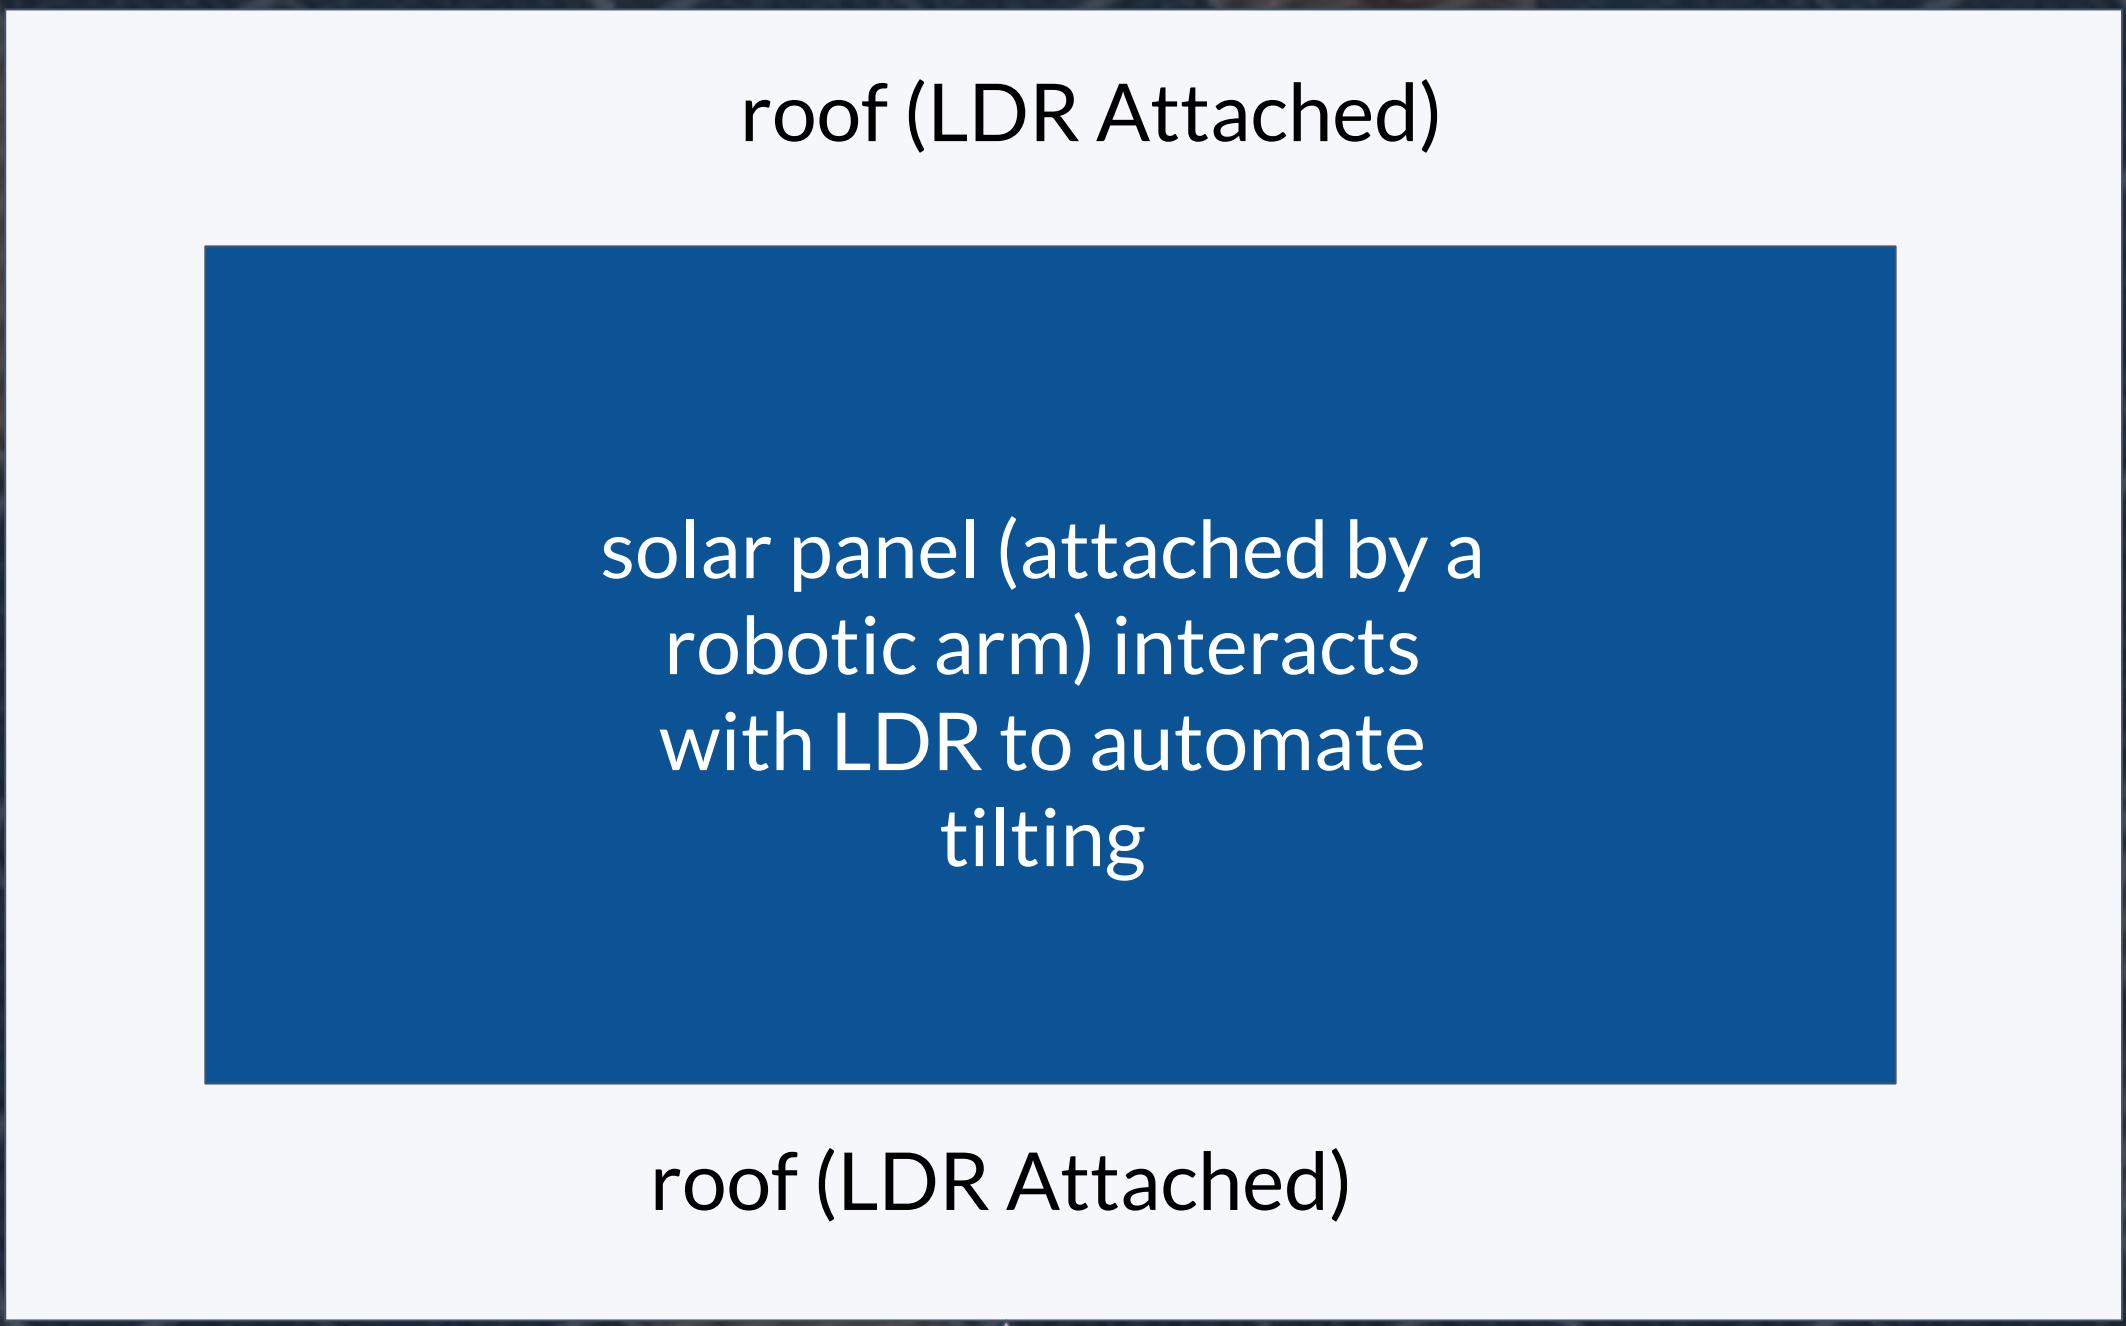 roof (LDR Attached)
solar panel (attached by a
robotic arm) interacts
with LDR to automate
tilting
roof (LDR Attached)